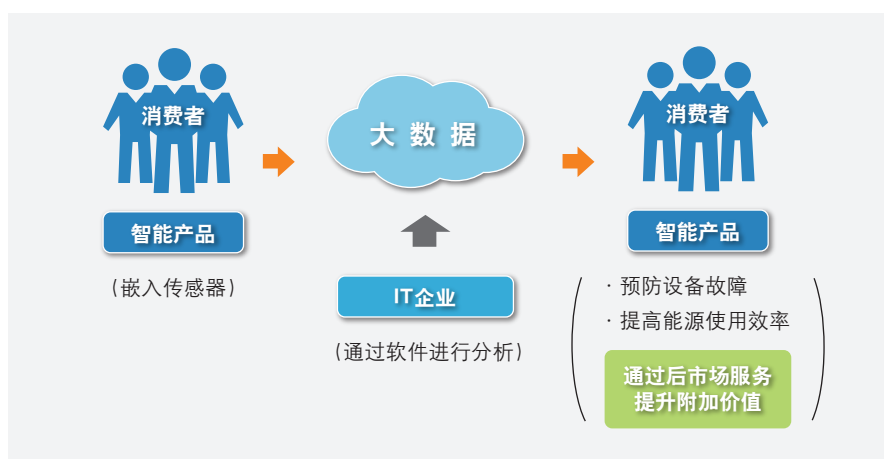 消费者
智能产品
(嵌入传感器)
大数据
IT企业
(通过软件进行分析)
消费者
智能产品
· 预防设备故障
· 提高能源使用效率
通过后市场服务
提升附加价值